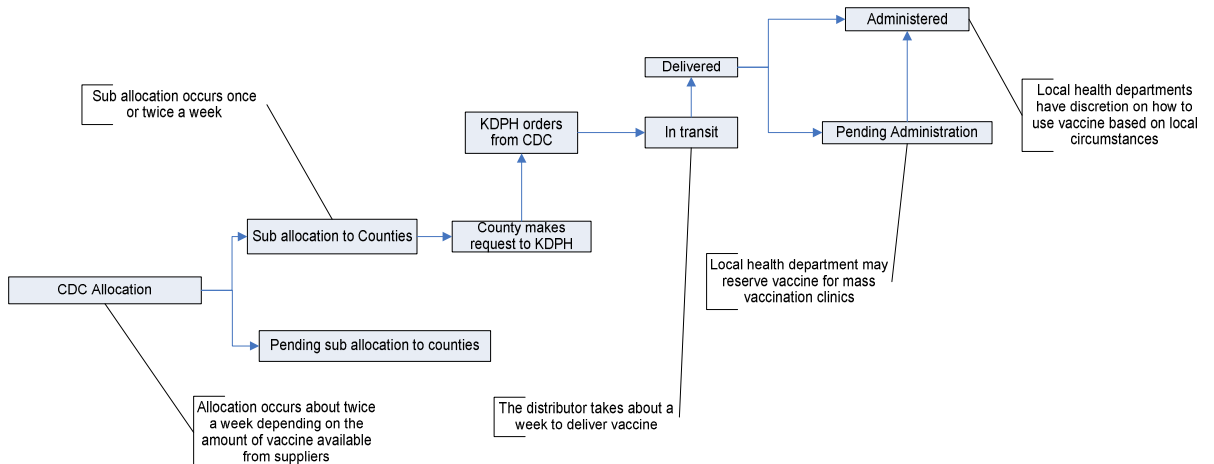 Administered
Delivered
Sub allocation occurs once
or twice a week
Local health departments
have discretion on how to
use vaccine based on local
circumstances
KDPH orders
from CDC
In transit
Pending Administration
Sub allocation to Counties
County makes
request to KDPH
Local health department may
reserve vaccine for mass
vaccination clinics
CDC Allocation
Pending sub allocation to counties
Allocation occurs about twice
a week depending on the
amount of vaccine available
from suppliers
The distributor takes about a
week to deliver vaccine